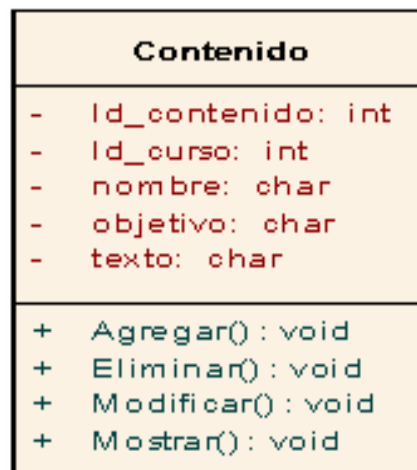 Contenido
- Id_contenido: int
- Id_curso: int
- nombre: char
- objetivo: char
- texto: char
+ Agregar() : void
+ Eliminar() : void
+ Modificar() : void
+ Mostrar() : void